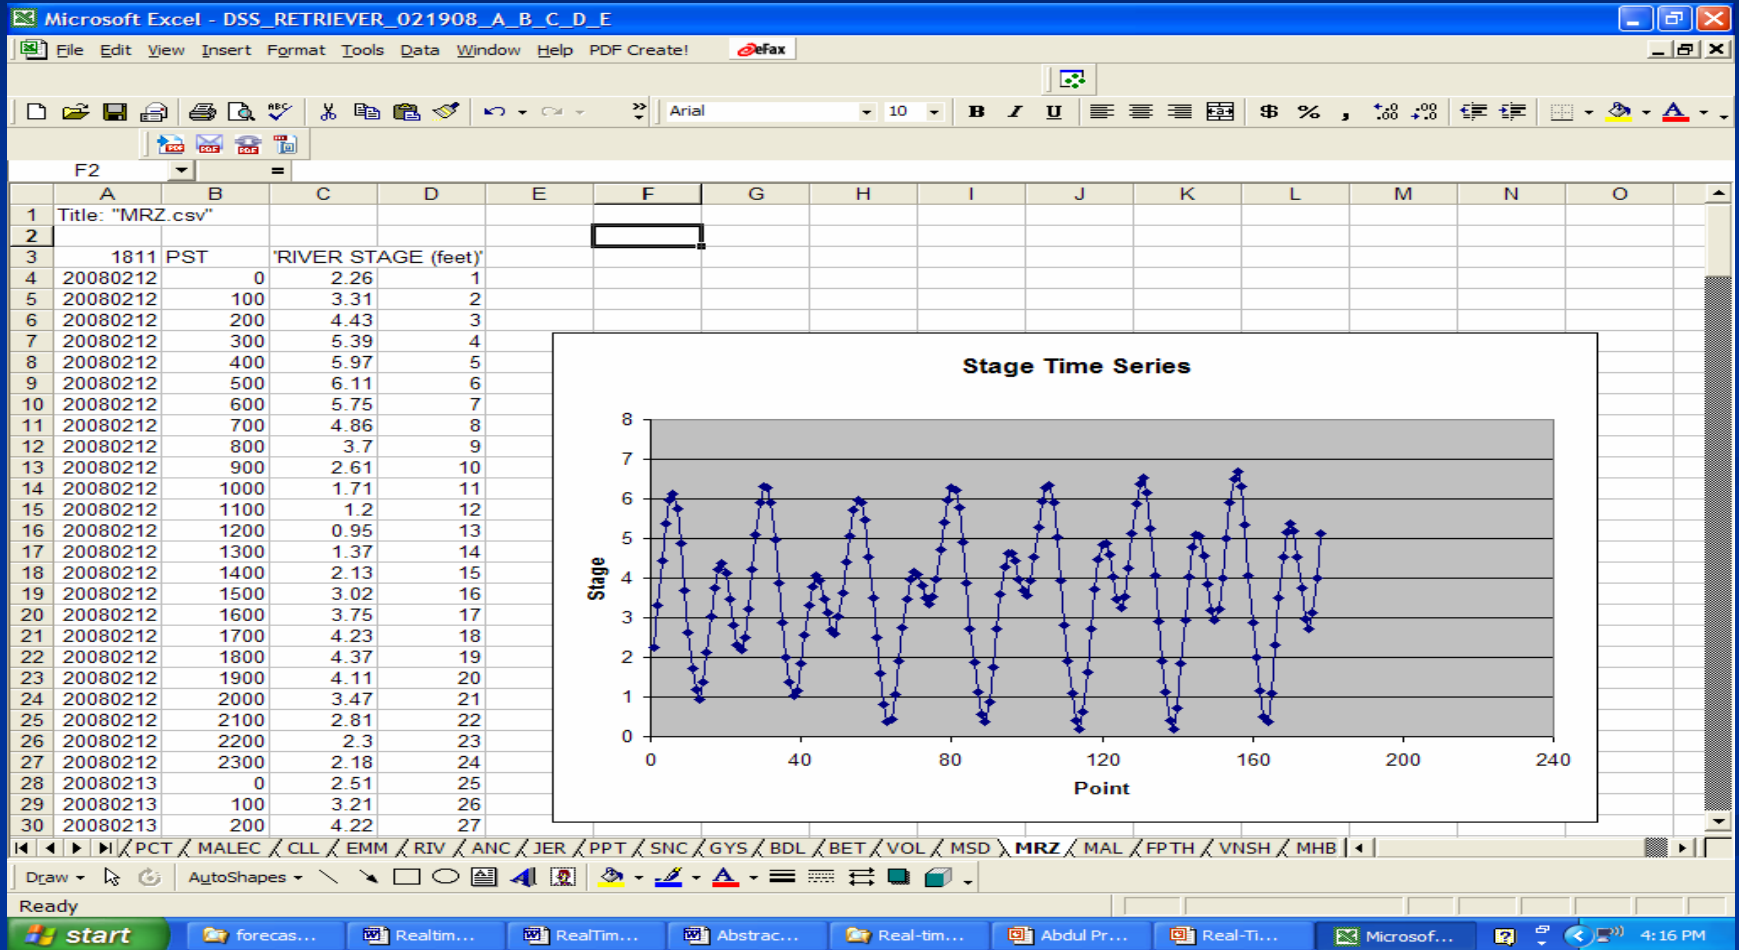 Microsoft Excel - DSS_RETRIEVER_021908_A_B_C_D_E
File Edit View Insert Format Tools Data Window Help PDF Create! eFax
Arial 10 B I U $ % ,
F2 =
A B C D E F G H I J K L M N O
1 Title: "MRZ.csv"
2
3 1811 PST 'RIVER STAGE (feet)'
4 20080212 0 2.26 1
5 20080212 100 3.31 2
6 20080212 200 4.43 3
7 20080212 300 5.39 4
8 20080212 400 5.97 5
9 20080212 500 6.11 6
10 20080212 600 5.75 7
11 20080212 700 4.86 8
12 20080212 800 3.7 9
13 20080212 900 2.61 10
14 20080212 1000 1.71 11
15 20080212 1100 1.2 12
16 20080212 1200 0.95 13
17 20080212 1300 1.37 14
18 20080212 1400 2.13 15
19 20080212 1500 3.02 16
20 20080212 1600 3.75 17
21 20080212 1700 4.23 18
22 20080212 1800 4.37 19
23 20080212 1900 4.11 20
24 20080212 2000 3.47 21
25 20080212 2100 2.81 22
26 20080212 2200 2.3 23
27 20080212 2300 2.18 24
28 20080213 0 2.51 25
29 20080213 100 3.21 26
30 20080213 200 4.22 27
Stage Time Series
8
7
6
5
4
3
2
1
0
Stage
0 40 80 120 160 200 240
Point
PCT MALEC CLL EMM RIV ANC JER PPT SNC GYS BDL BET VOL MSD MRZ MAL FPTH VNSH MHB
Draw AutoShapes
Ready
start forecas... Realtim... RealTim... Abstrac... Real-tim... Abdul Pr... Real-Ti... Microsof... 4:16 PM